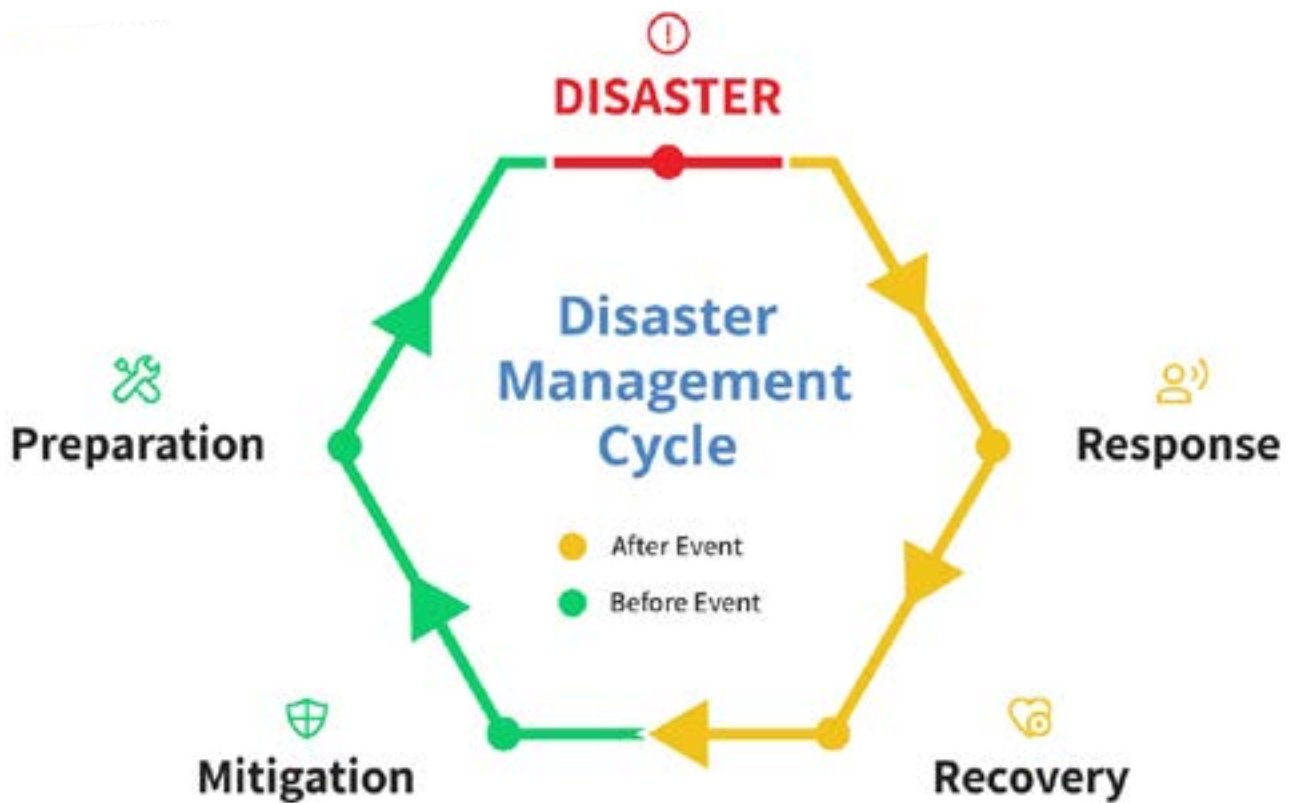 DISASTER
Disaster
Management
Cycle
Preparation
Response
After Event
Before Event
Mitigation
Recovery